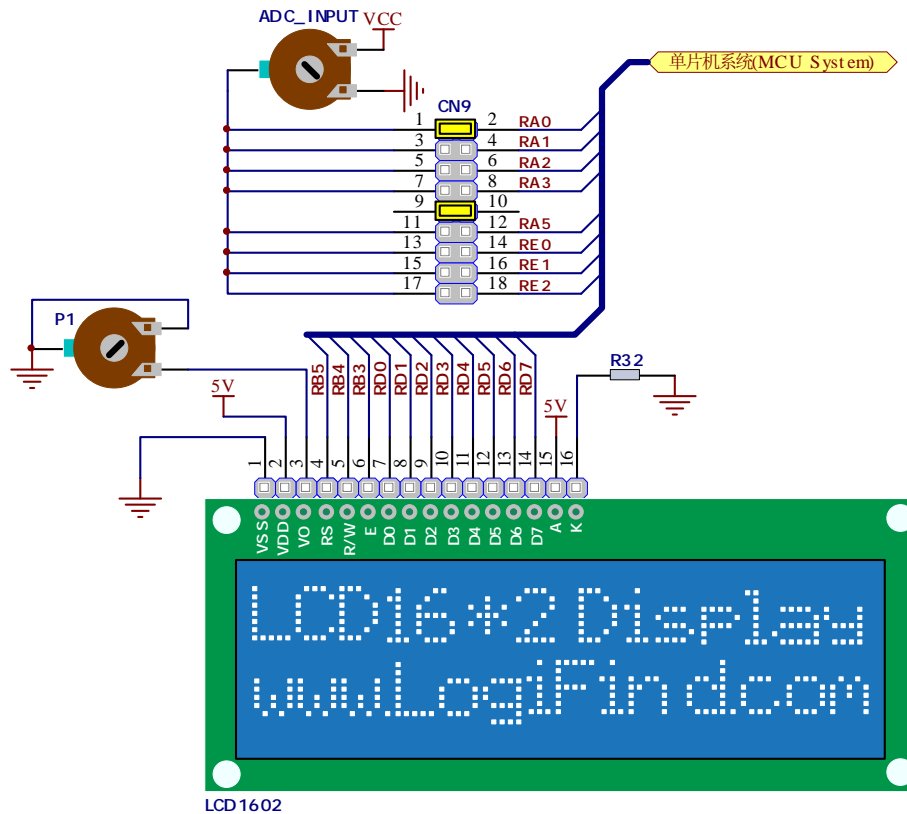 ADC_INPUT
VCC
单片机系统(MCU System)
CN9
1 2 RA0
3 4 RA1
5 6 RA2
7 8 RA3
9 10
11 12 RA5
13 14 RE0
15 16 RE1
17 18 RE2
P1
RB5 RB4 RB3 RD0 RD1 RD2 RD3 RD4 RD5 RD6 RD7
R32
5V
5V
1 2 3 4 5 6 7 8 9 10 11 12 13 14 15 16
VSS VDD VO RS R/W E D0 D1 D2 D3 D4 D5 D6 D7 A K
LCD16*2 Display
www.LogiFind.com
LCD1602